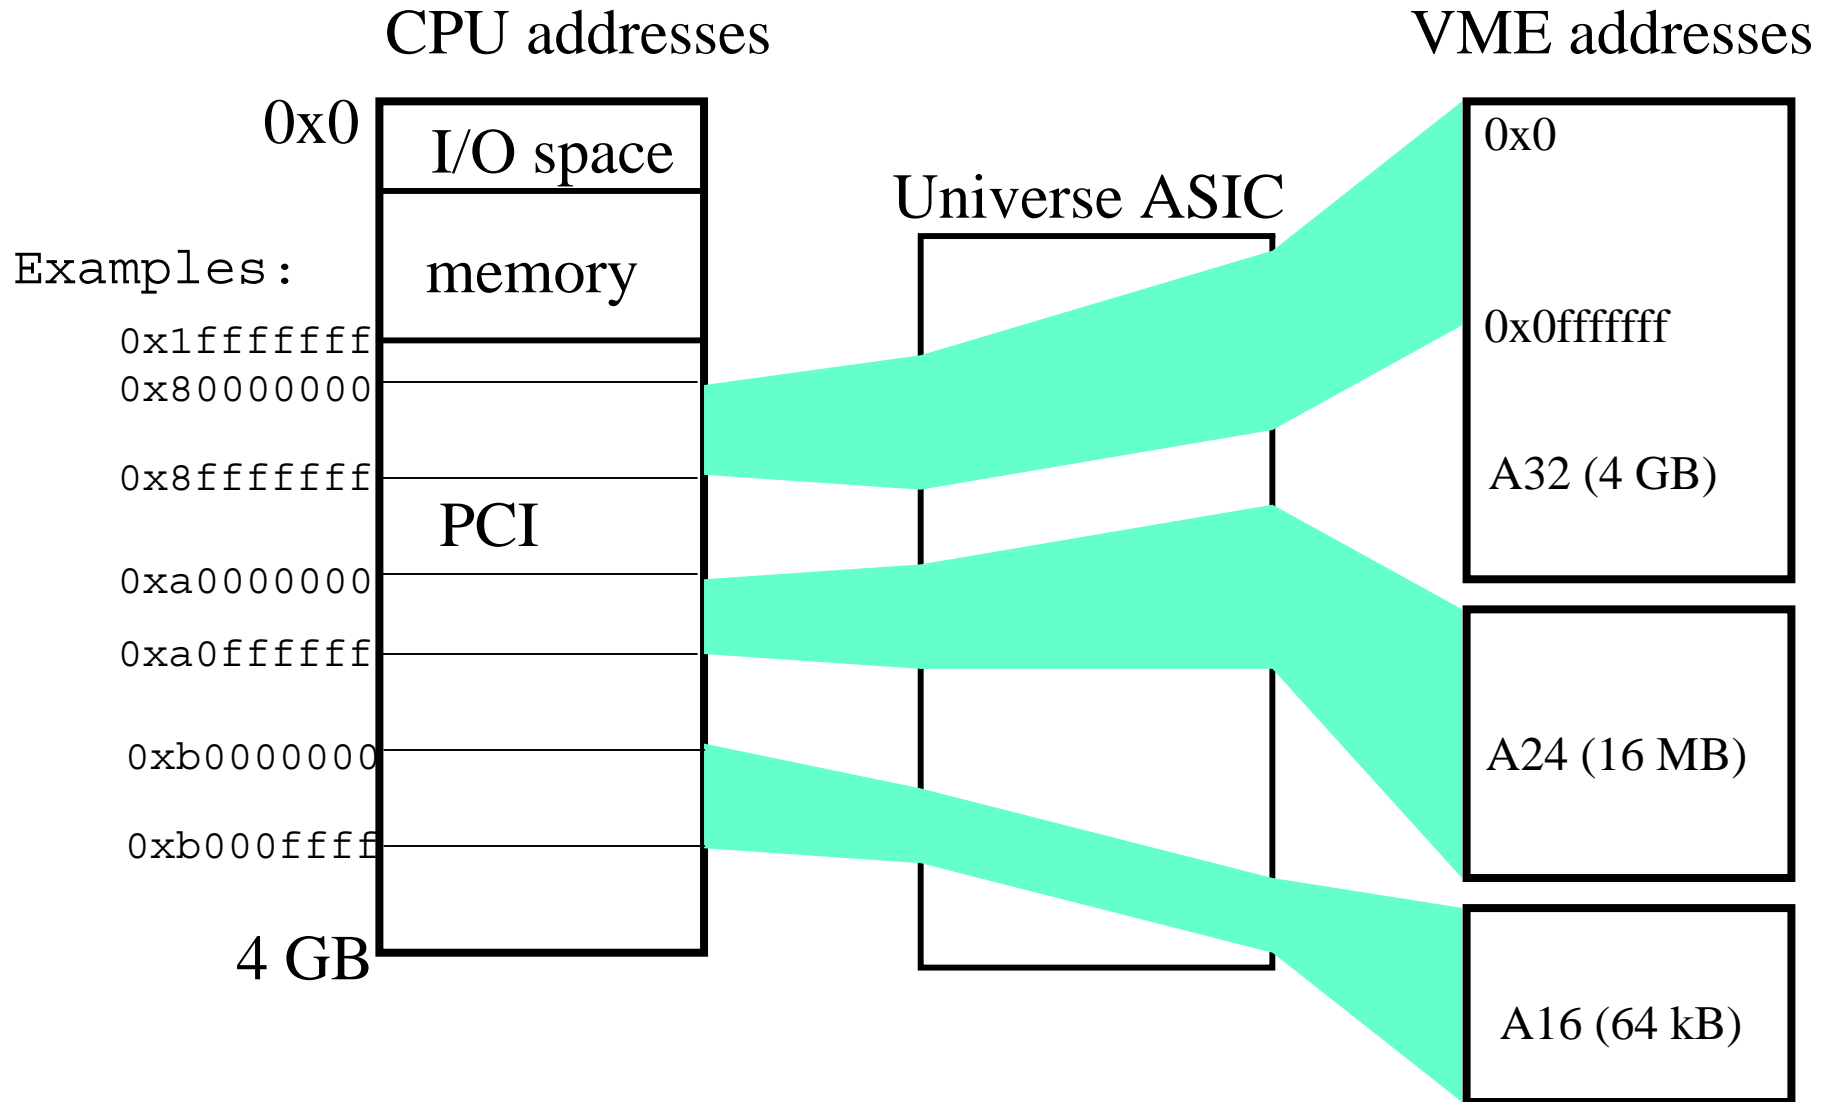 CPU addresses
VME addresses
0x0
I/O space
0x0
Universe ASIC
Examples:
memory
0x1fffffff
0x0fffffff
0x80000000
0x8fffffff
A32 (4 GB)
PCI
0xa0000000
0xa0ffffff
0xb0000000
A24 (16 MB)
0xb000ffff
4 GB
A16 (64 kB)